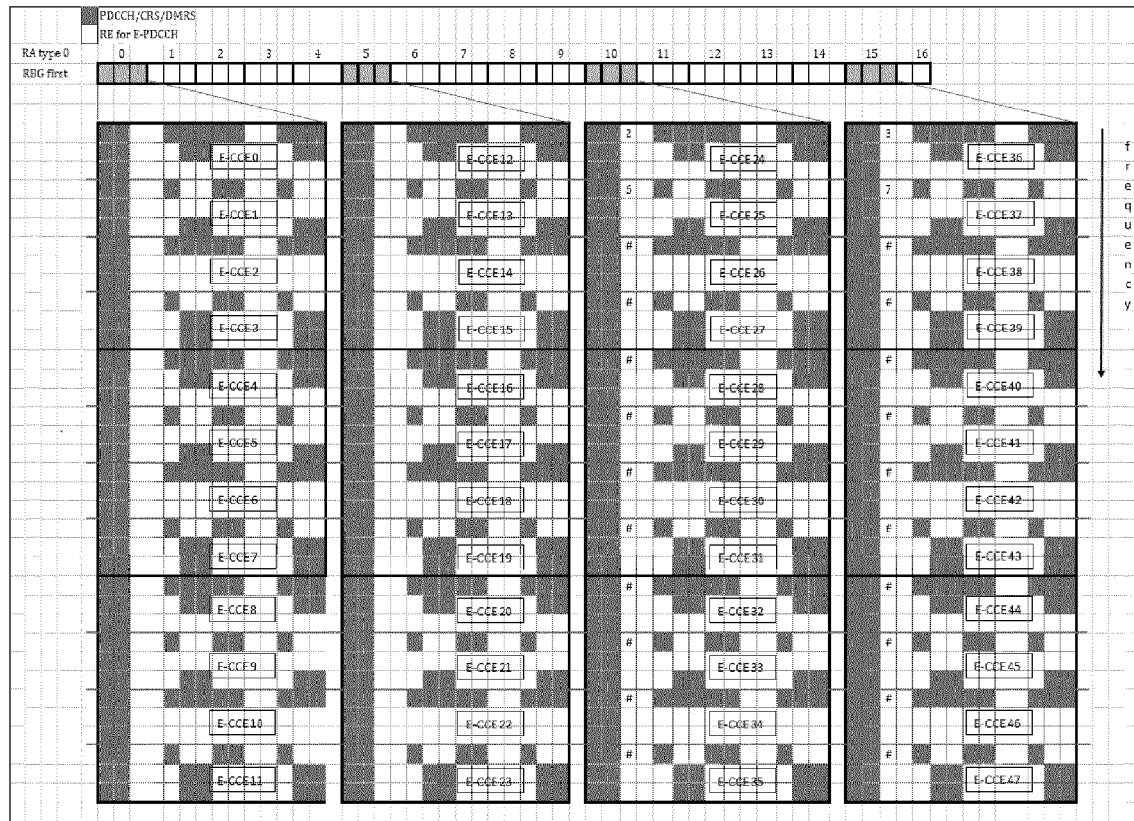 PDCCH/CRS/DMRS
RE for E-PDCCH
RA type 0 0 1 2 3 4 5 6 7 8 9 10 11 12 13 14 15 16
RBG first
2 3
E-CCE0 E-CCE12 E-CCE24 E-CCE36
6 7
E-CCE1 E-CCE13 E-CCE25 E-CCE37
# #
E-CCE2 E-CCE14 E-CCE26 E-CCE38
# #
E-CCE3 E-CCE15 E-CCE27 E-CCE39
# #
E-CCE4 E-CCE16 E-CCE28 E-CCE40
# #
E-CCE5 E-CCE17 E-CCE29 E-CCE41
# #
E-CCE6 E-CCE18 E-CCE30 E-CCE42
# #
E-CCE7 E-CCE19 E-CCE31 E-CCE43
# #
E-CCE8 E-CCE20 E-CCE32 E-CCE44
# #
E-CCE9 E-CCE21 E-CCE33 E-CCE45
# #
E-CCE10 E-CCE22 E-CCE34 E-CCE46
# #
E-CCE11 E-CCE23 E-CCE35 E-CCE47
frequency